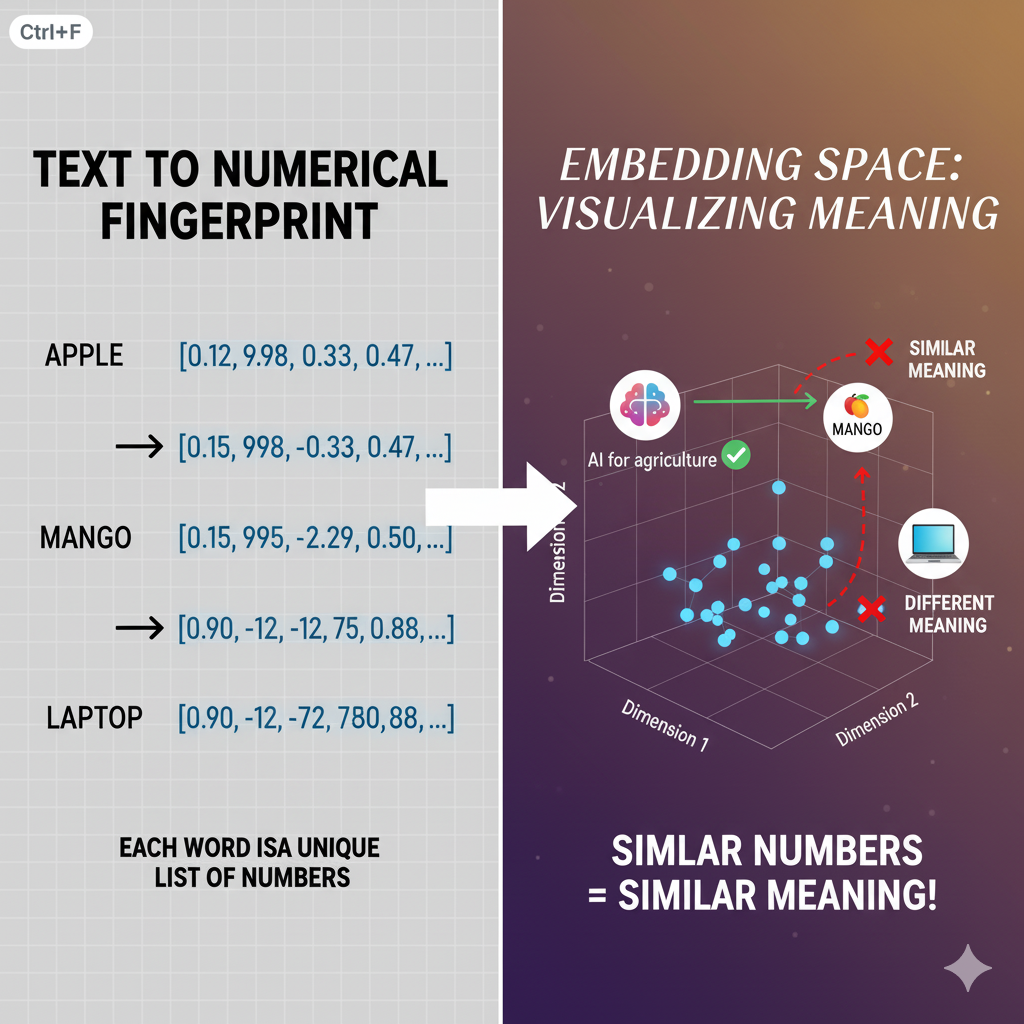 Ctrl+F
TEXT TO NUMERICAL
FINGERPRINT
APPLE [0.12, 9.98, 0.33, 0.47, ...]
→ [0.15, 998, -0.33, 0.47, ...]
MANGO [0.15, 995, -2.29, 0.50, ...]
→ [0.90, -12, -12, 75, 0.88, ...]
LAPTOP [0.90, -12, -72, 780, 88, ...]
EACH WORD ISA UNIQUE
LIST OF NUMBERS
EMBEDDING SPACE:
VISUALIZING MEANING
SIMILAR
MEANING
MANGO
AI for agriculture
Dimension 2
DIFFERENT
MEANING
Dimension 1
Dimension 2
SIMLAR NUMBERS
= SIMILAR MEANING!